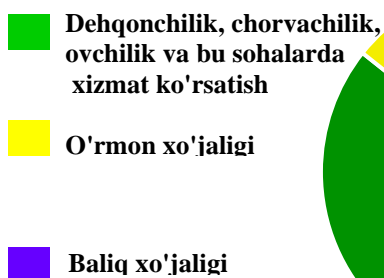 Dehqonchilik, chorvachilik,
ovchilik va bu sohalarda
xizmat ko'rsatish
O'rmon xo'jaligi
Baliq xo'jaligi